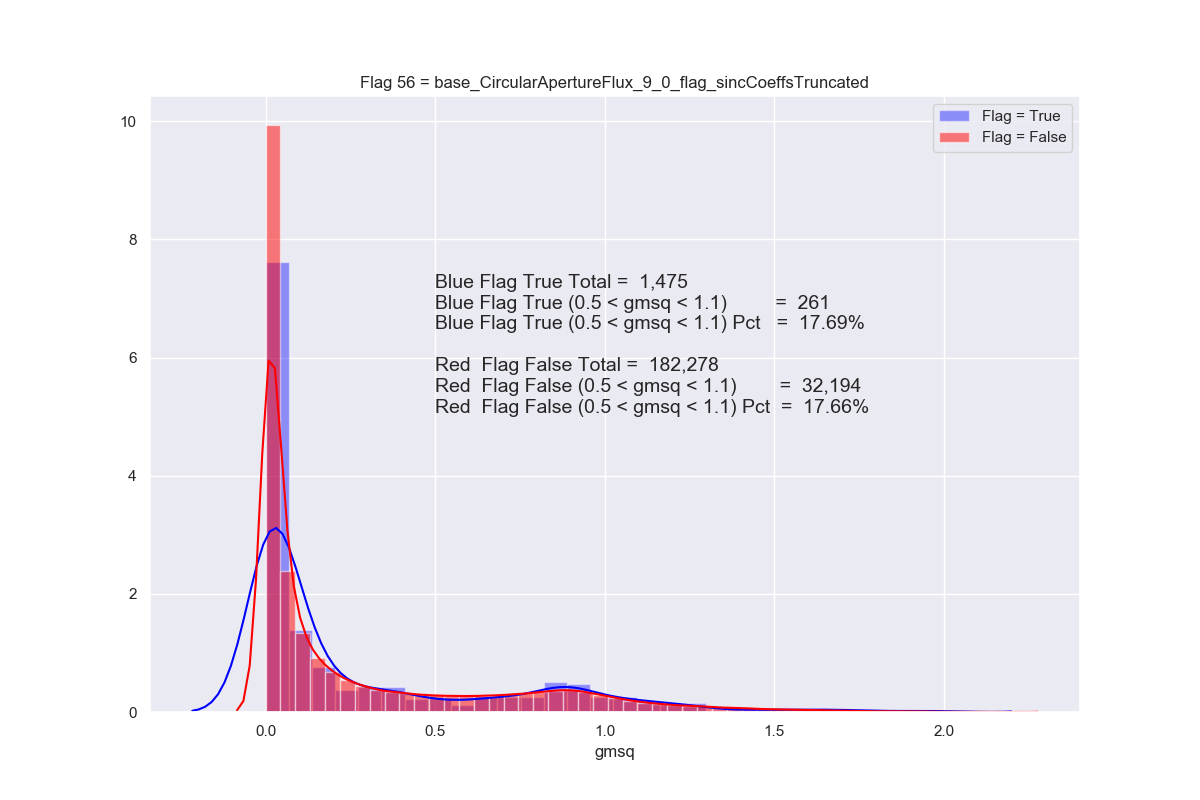 Flag 56 = base_CircularApertureFlux_9_0_flag_sincCoeffsTruncated
Flag = True
Flag = False
10
8
6
4
2
0
Blue Flag True Total =  1,475
Blue Flag True (0.5 < gmsq < 1.1)         =  261
Blue Flag True (0.5 < gmsq < 1.1) Pct   =  17.69%
Red  Flag False Total =  182,278
Red  Flag False (0.5 < gmsq < 1.1)        =  32,194
Red  Flag False (0.5 < gmsq < 1.1) Pct  =  17.66%
0.0 0.5 1.0 1.5 2.0
gmsq